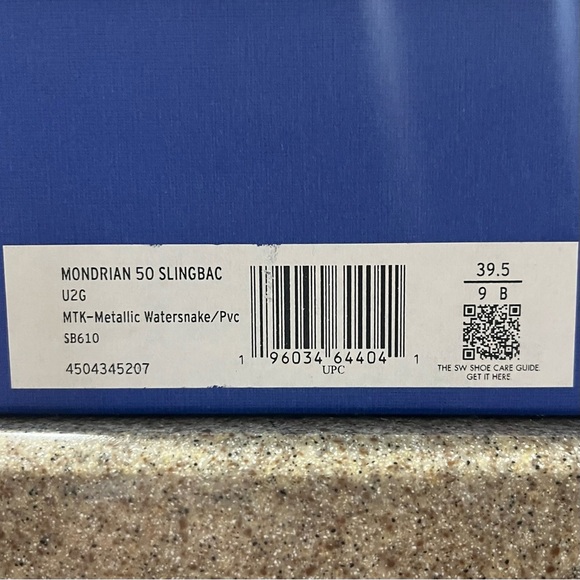 MONDRIAN 50 SLINGBAC
U2G
MTK-Metallic Watersnake/Pvc
SB610
4504345207
1 96034 64404 1
UPC
39.5
9 B
THE SW SHOE CARE GUIDE.
GET IT HERE